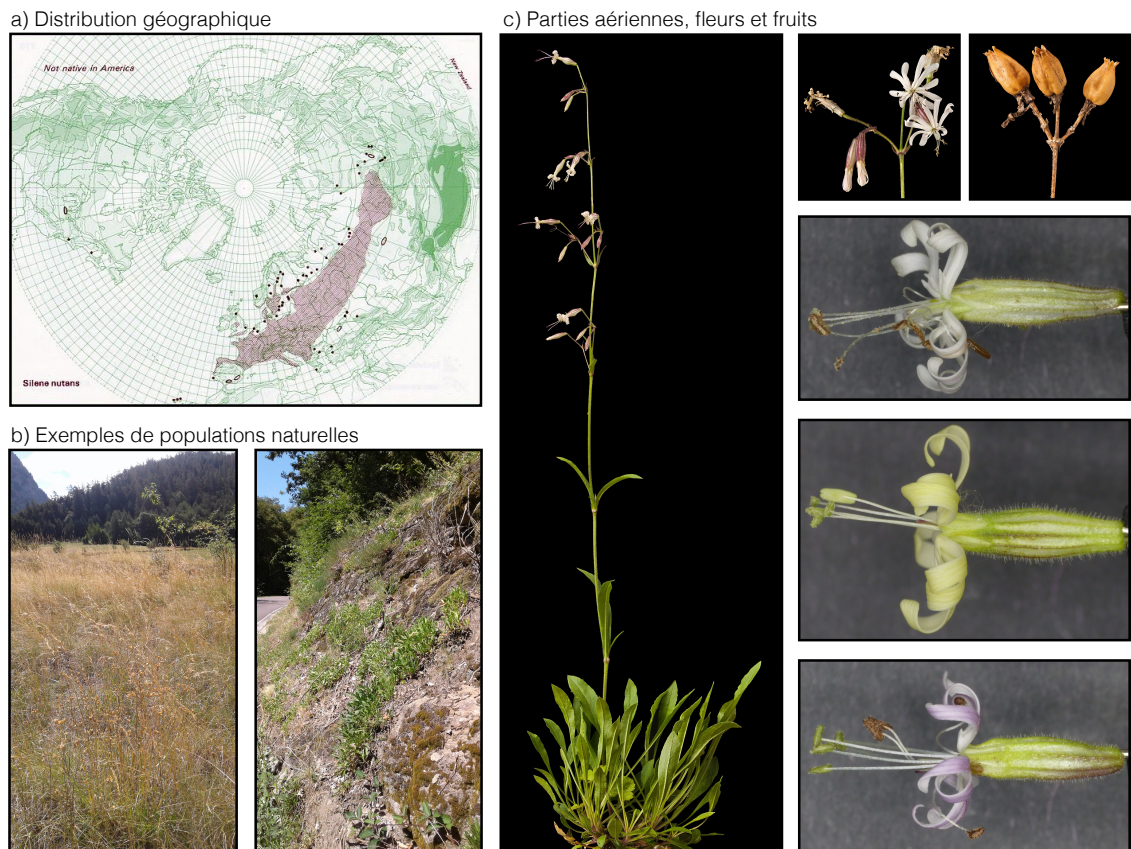 a) Distribution géographique
Not native in America
New Zealand
Silene nutans
b) Exemples de populations naturelles
c) Parties aériennes, fleurs et fruits